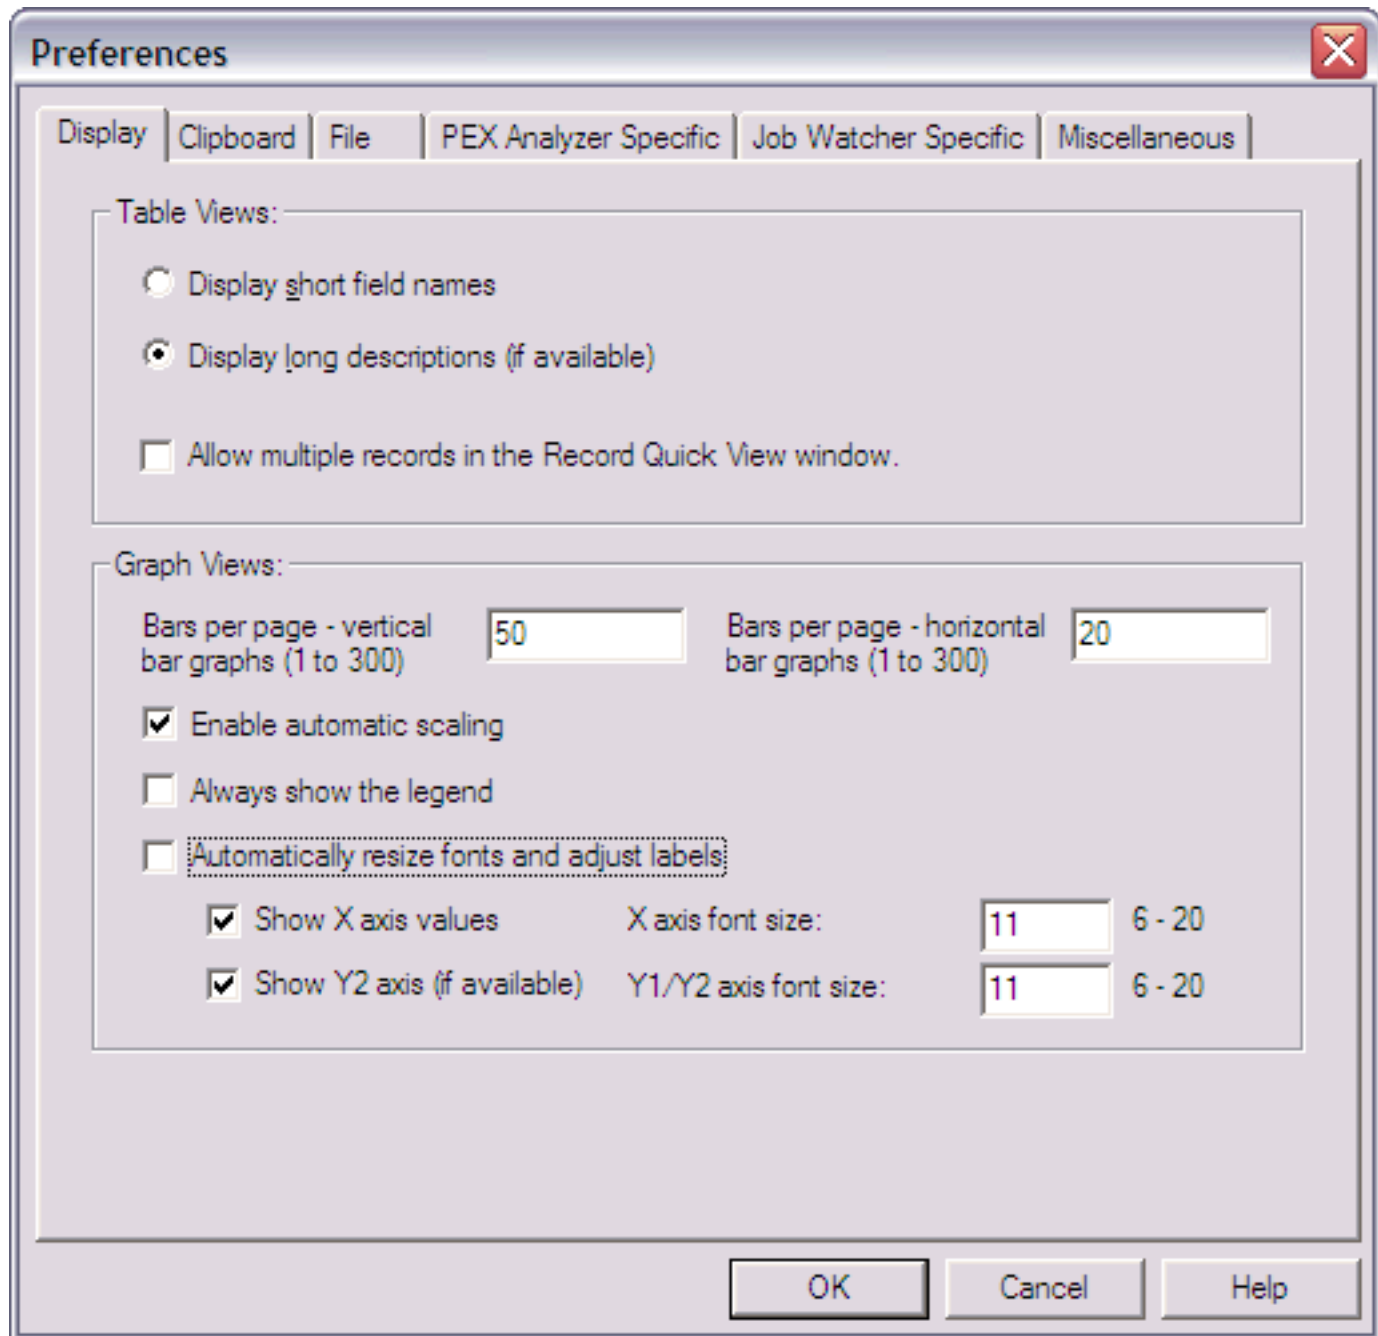 Preferences
Display Clipboard File PEX Analyzer Specific Job Watcher Specific Miscellaneous
Table Views:
Display short field names
Display long descriptions (if available)
Allow multiple records in the Record Quick View window.
Graph Views:
Bars per page - vertical
bar graphs (1 to 300)
50
Bars per page - horizontal
bar graphs (1 to 300)
20
Enable automatic scaling
Always show the legend
Automatically resize fonts and adjust labels
Show X axis values X axis font size: 11 6 - 20
Show Y2 axis (if available) Y1/Y2 axis font size: 11 6 - 20
OK Cancel Help